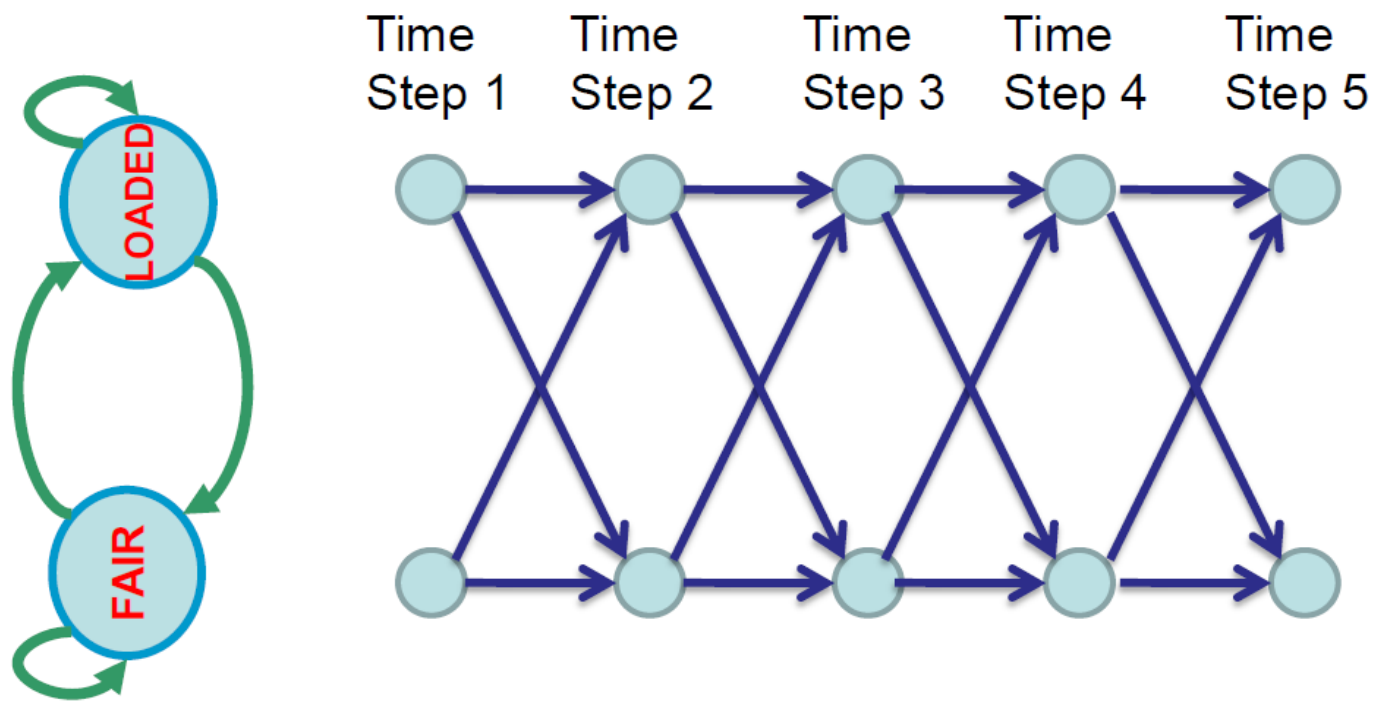 Time
Step 1
Time
Step 2
Time
Step 3
Time
Step 4
Time
Step 5
LOADED
FAIR